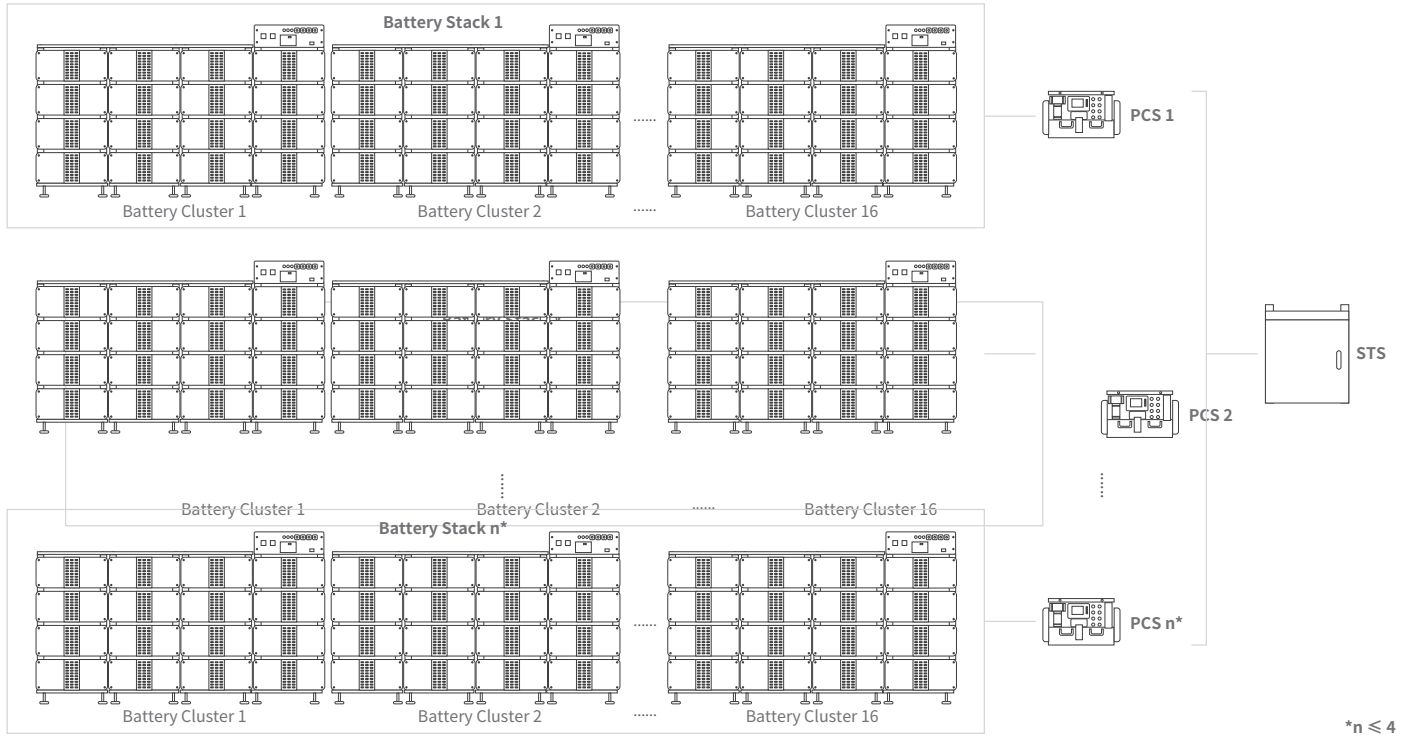 Battery Stack 1
......
PCS 1
Battery Cluster 1
Battery Cluster 2
......
Battery Cluster 16
STS
PCS 2
Battery Cluster 1
Battery Cluster 2
......
Battery Cluster 16
Battery Stack n*
......
PCS n*
Battery Cluster 1
Battery Cluster 2
......
Battery Cluster 16
*n ≤ 4